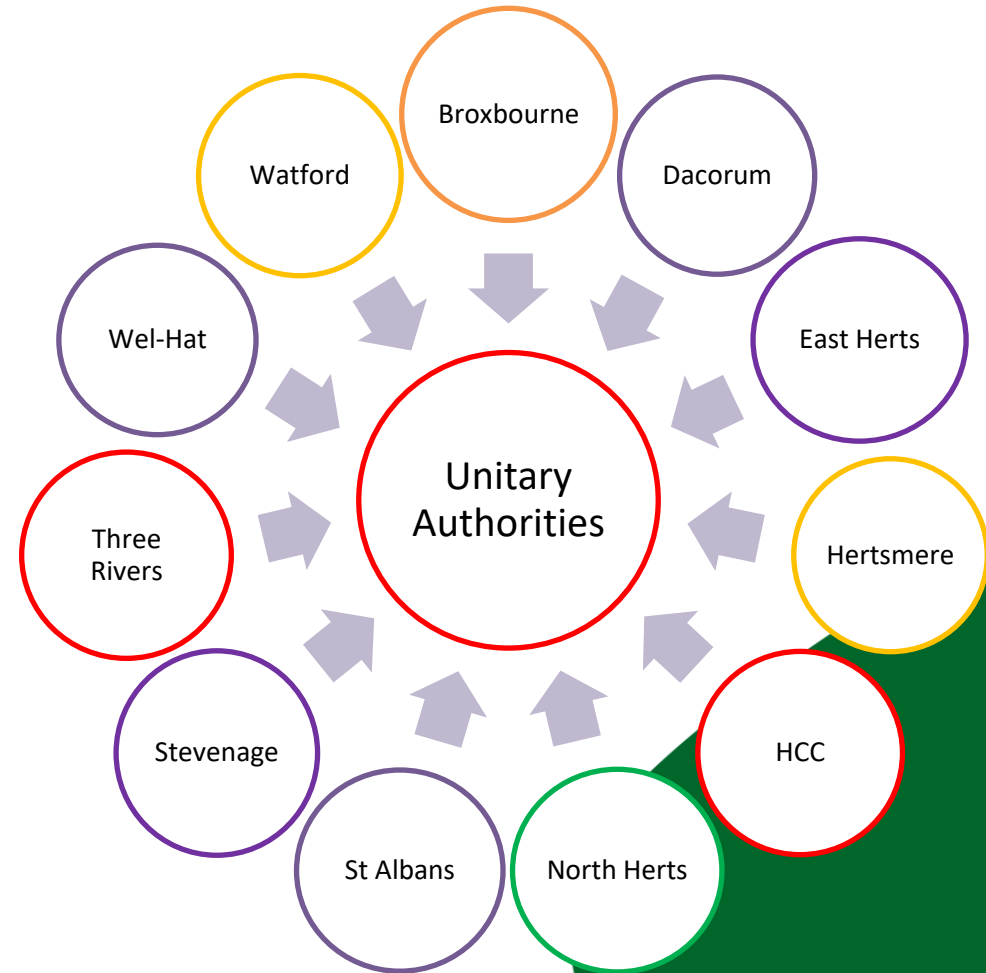 Broxbourne
Dacorum
East Herts
Hertsmere
HCC
North Herts
St Albans
Stevenage
Three
Rivers
Wel-Hat
Watford
Unitary
Authorities